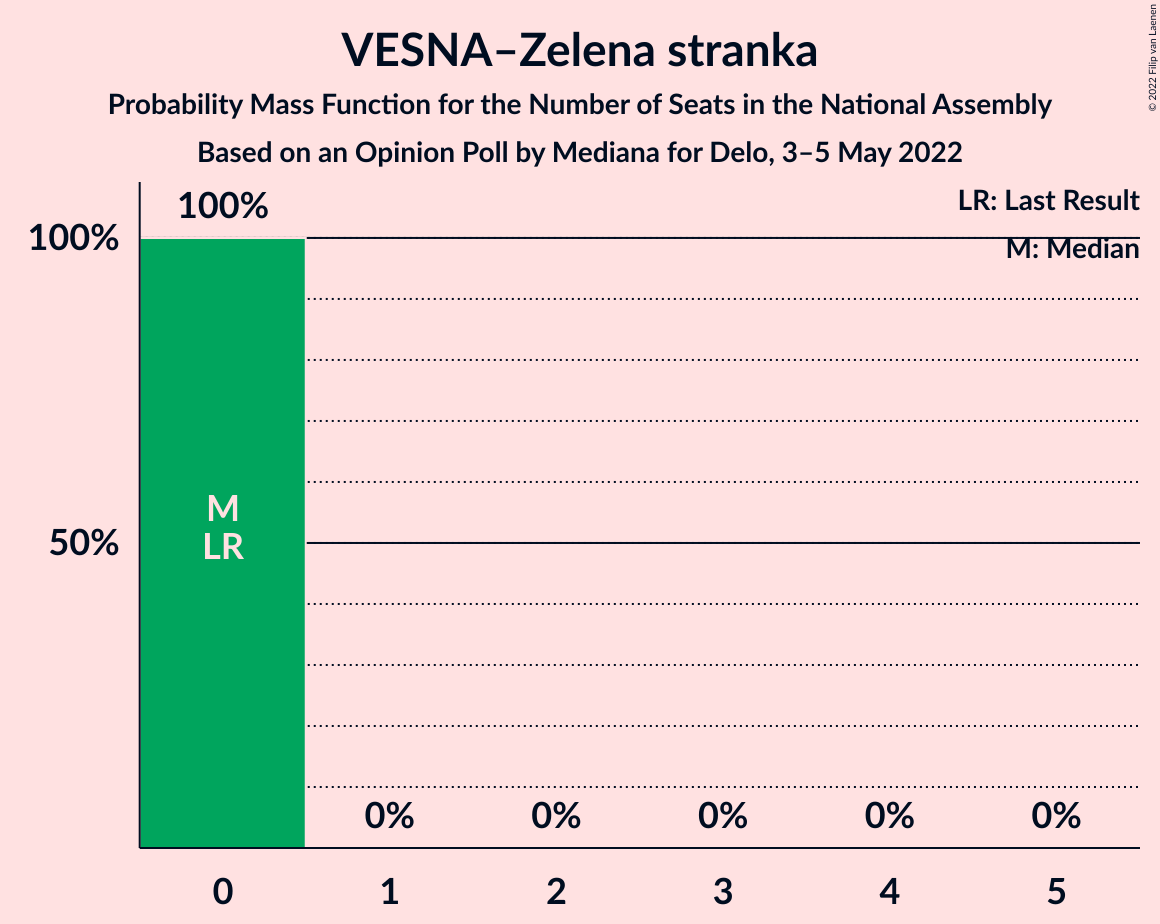 VESNA–Zelena stranka
Probability Mass Function for the Number of Seats in the National Assembly
Based on an Opinion Poll by Mediana for Delo, 3–5 May 2022
© 2022 Filip van Laenen
LR: Last Result
M: Median
100%
100%
50%
M
LR
0%
0%
0%
0%
0%
0
1
2
3
4
5